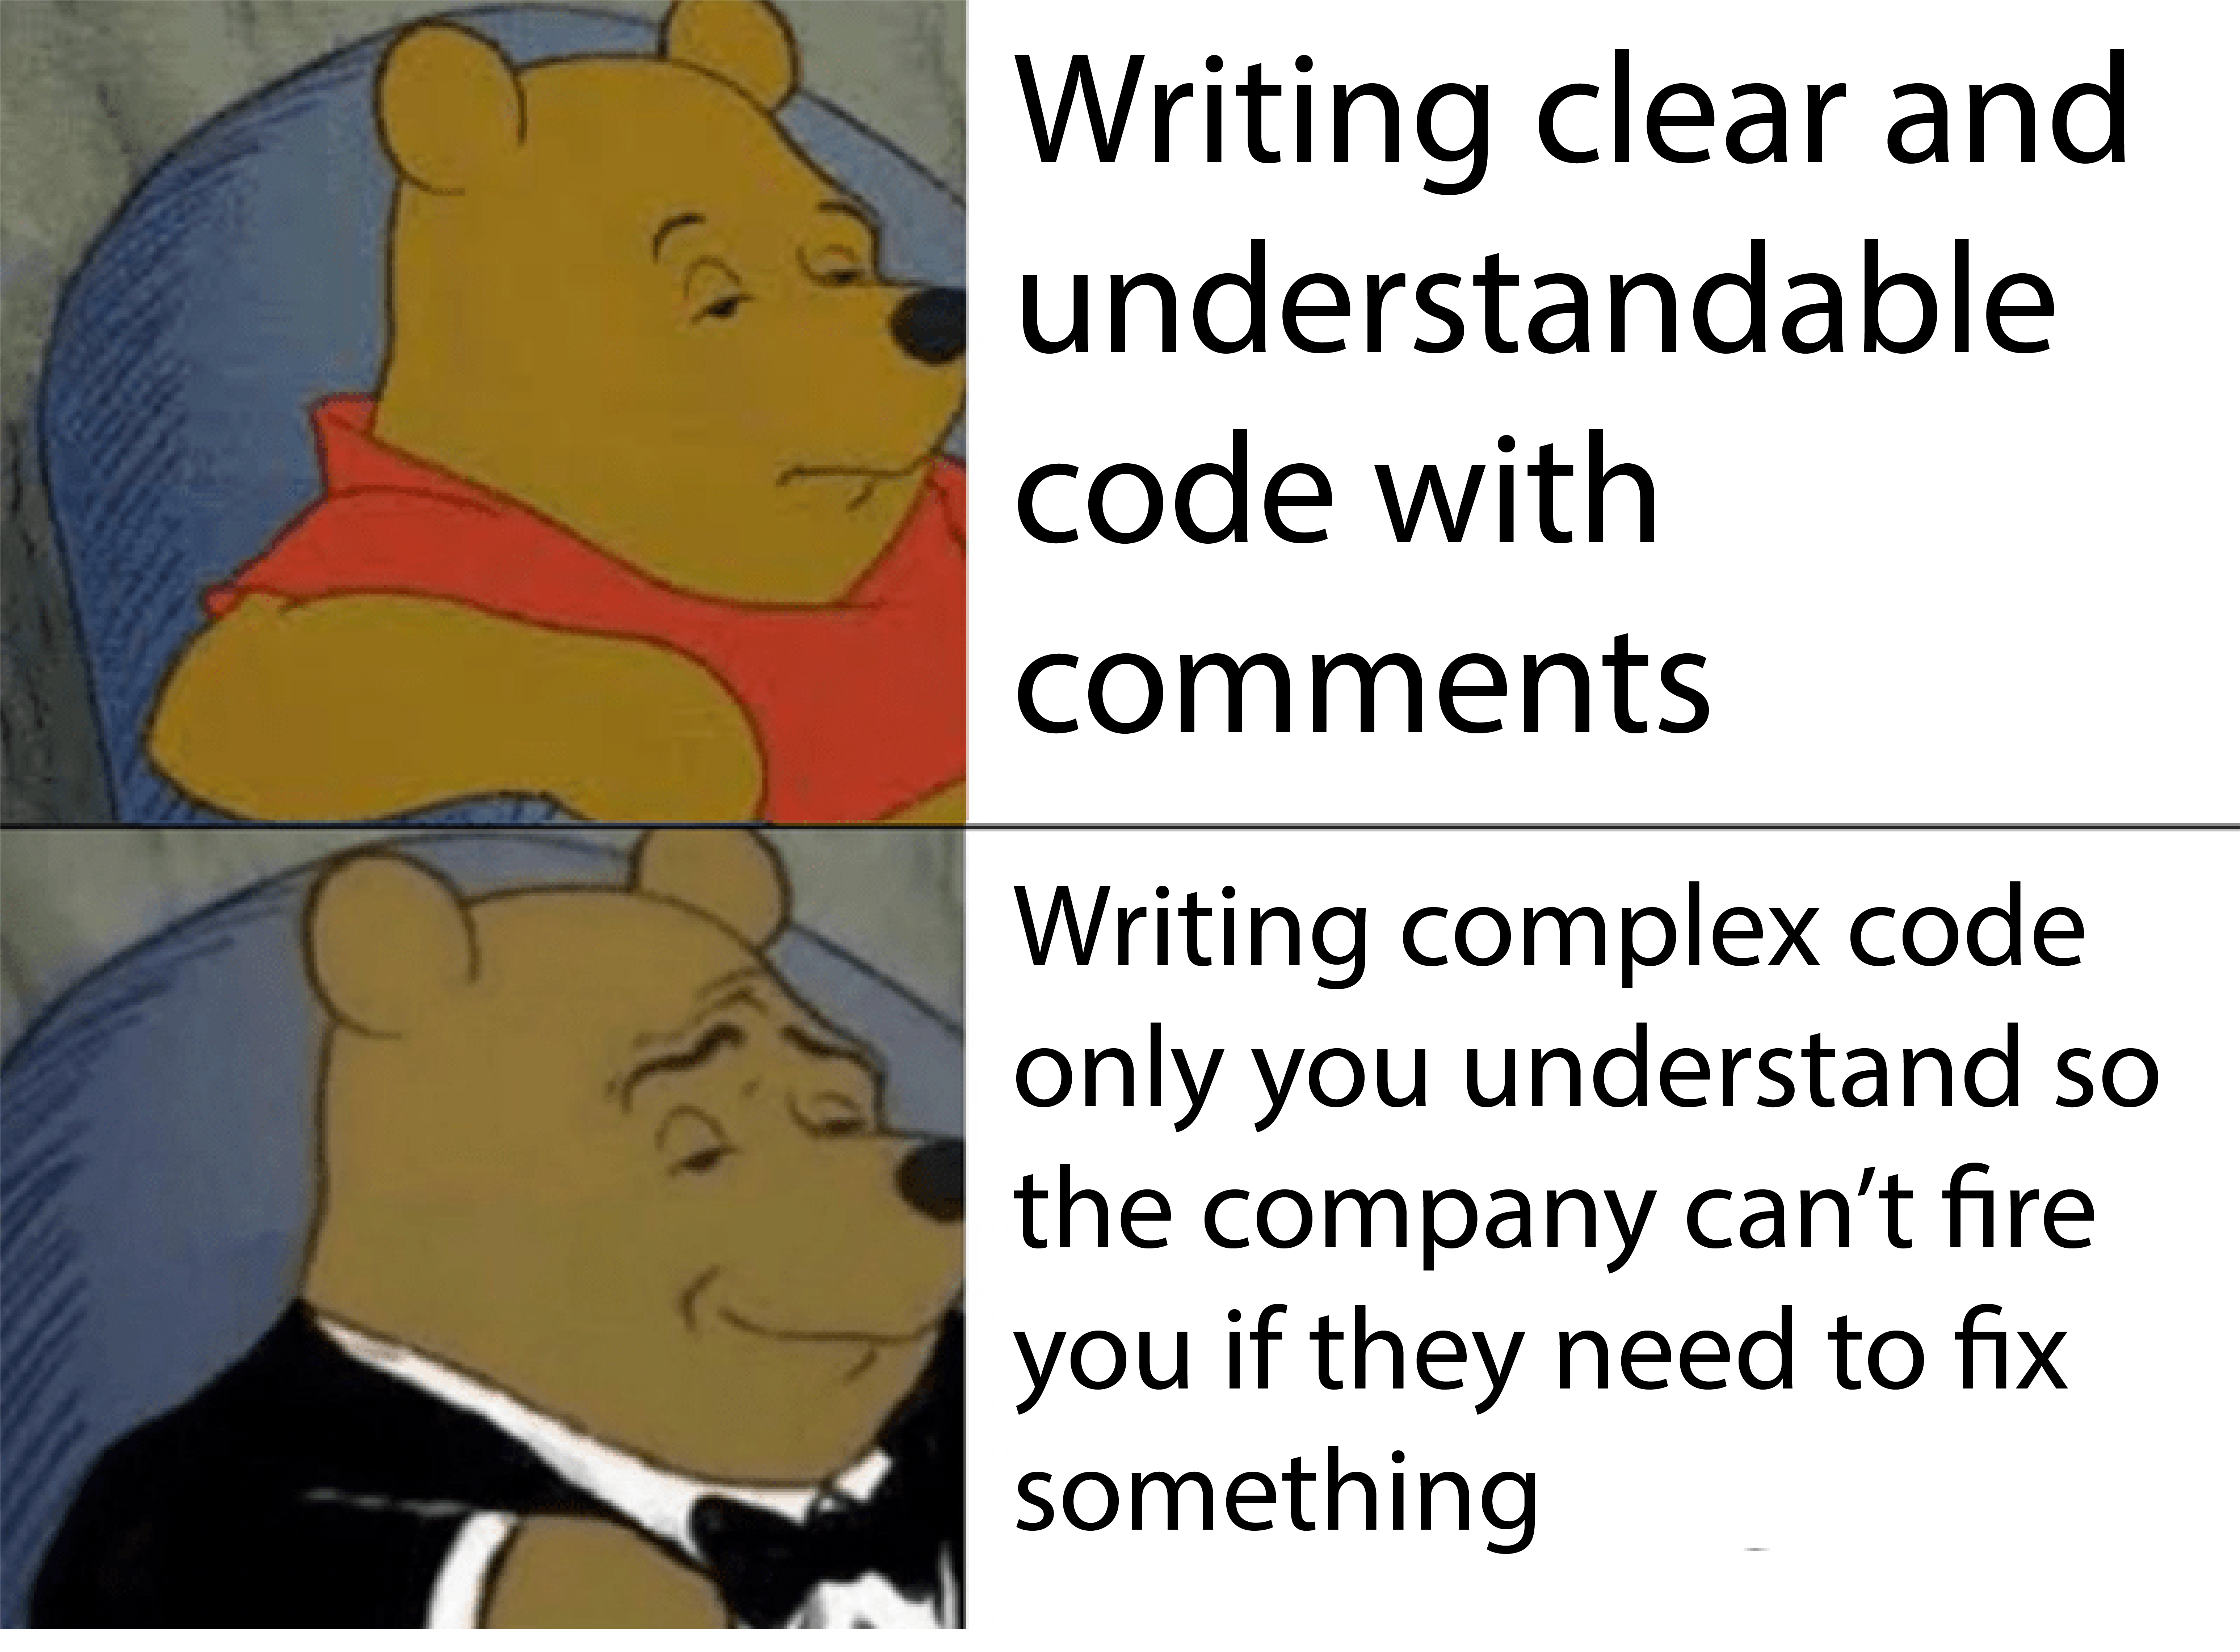 Writing clear and
understandable
code with
comments
Writing complex code
only you understand so
the company can’t fire
you if they need to fix
something